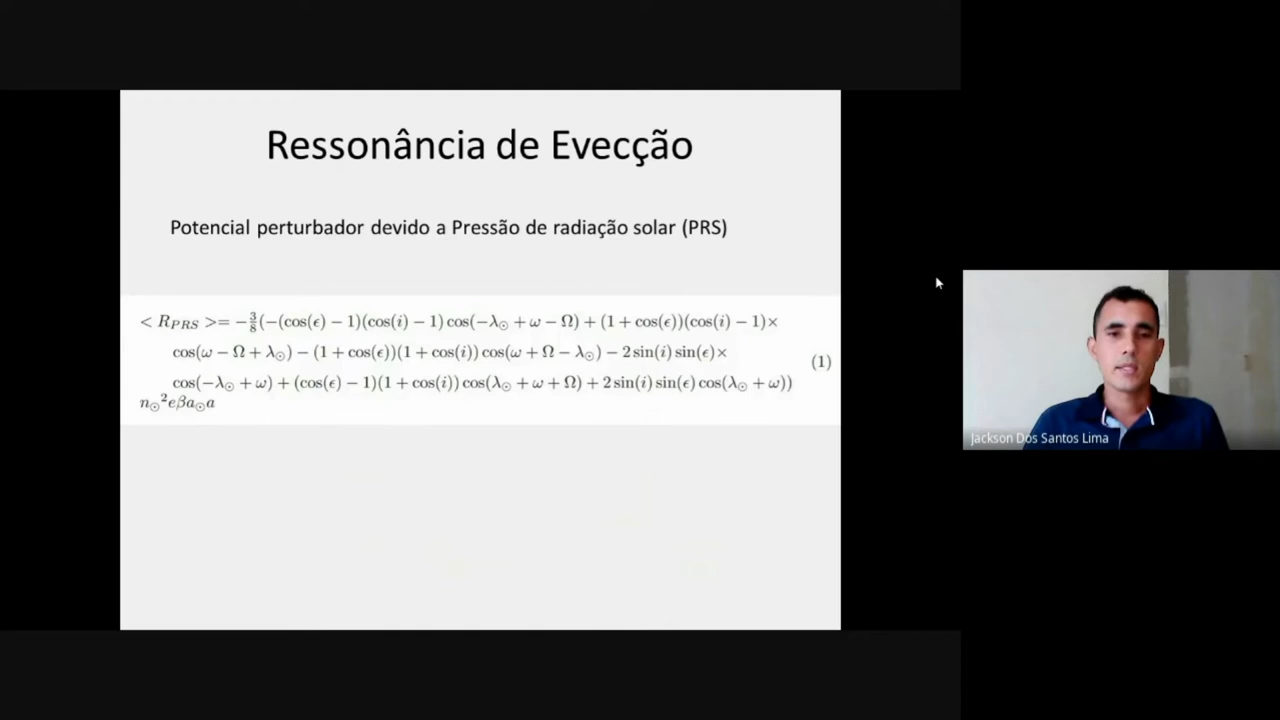 Ressonância de Evecção
Potencial perturbador devido a Pressão de radiação solar (PRS)
< R_{PRS} >= −\frac{3}{8}(−(cos(ϵ) − 1)(cos(i) − 1) cos(−λ_⊙ + ω − Ω) + (1 + cos(ϵ))(cos(i) − 1)×
cos(ω − Ω + λ_⊙) − (1 + cos(ϵ))(1 + cos(i)) cos(ω + Ω − λ_⊙) − 2 sin(i) sin(ϵ)×
(1)
cos(−λ_⊙ + ω) + (cos(ϵ) − 1)(1 + cos(i)) cos(λ_⊙ + ω + Ω) + 2 sin(i) sin(ϵ) cos(λ_⊙ + ω))
n_⊙²eβa_⊙a
Jackson Dos Santos Lima